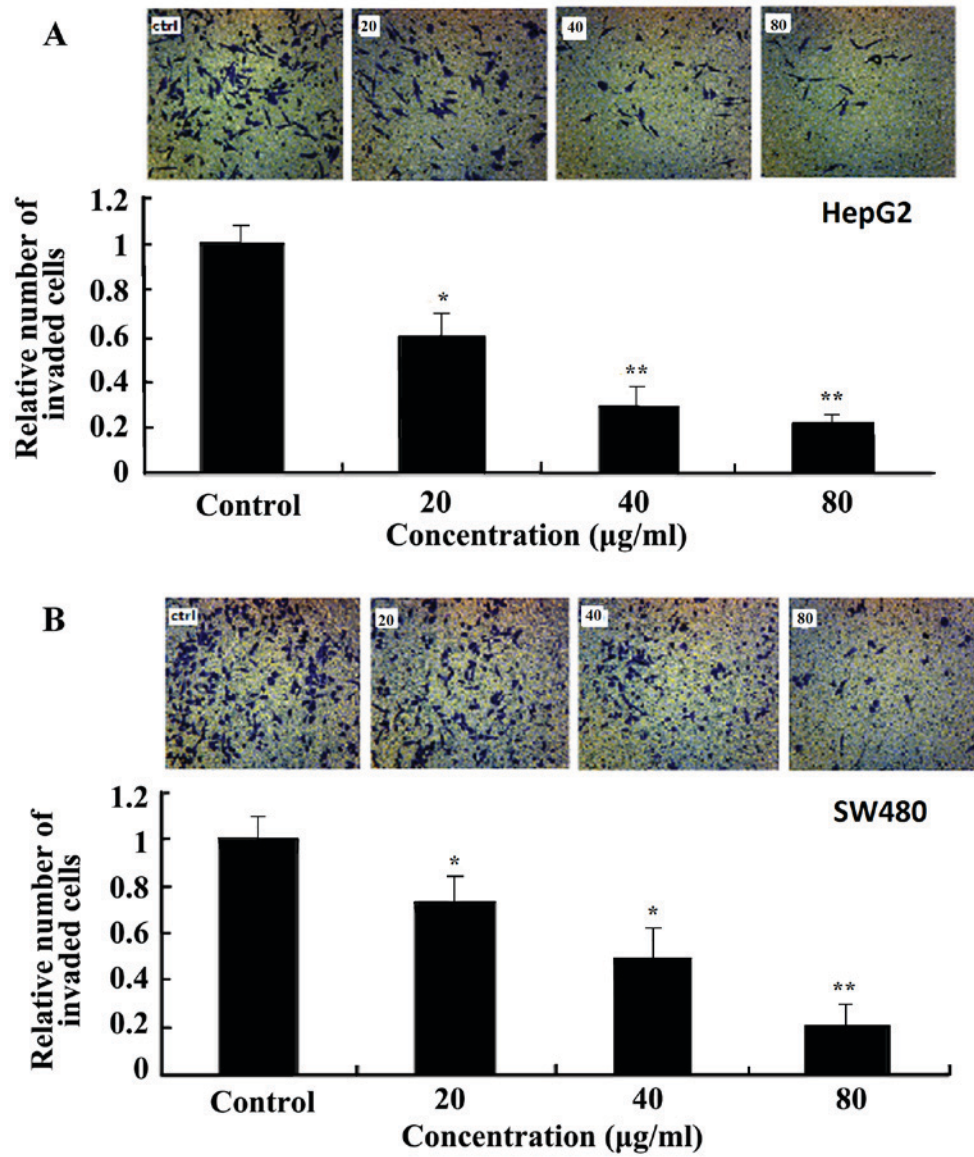 A
ctrl
20
40
80
HepG2
1.2
1
0.8
0.6
0.4
0.2
0
Relative number of
invaded cells
*
**
**
Control
20
40
80
Concentration (μg/ml)
B
ctrl
20
40
80
SW480
1.2
1
0.8
0.6
0.4
0.2
0
Relative number of
invaded cells
*
*
**
Control
20
40
80
Concentration (μg/ml)